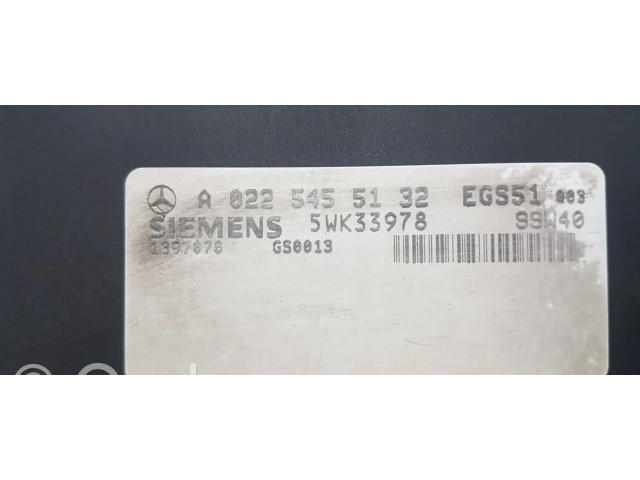 A 022 545 51 32 EGS51 003
SIEMENS 5WK33978 99W40
1397078 GS0013